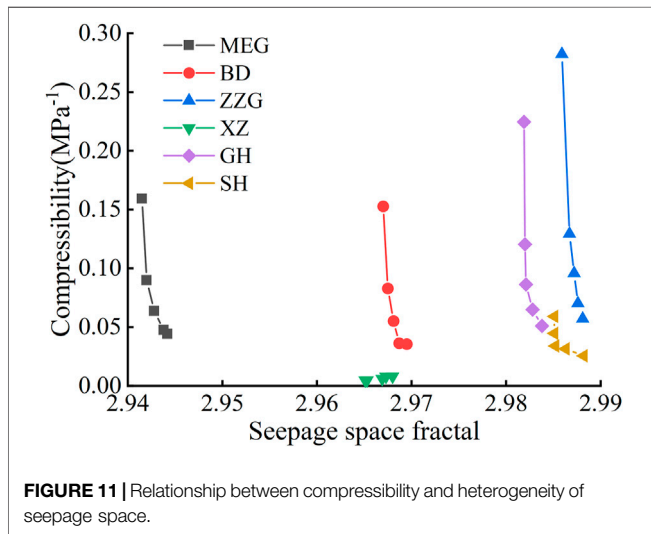 0.30
0.25
0.20
0.15
0.10
0.05
0.00
Compressibility(MPa⁻¹)
MEG
BD
ZZG
XZ
GH
SH
2.94 2.95 2.96 2.97 2.98 2.99
Seepage space fractal
FIGURE 11 | Relationship between compressibility and heterogeneity of
seepage space.